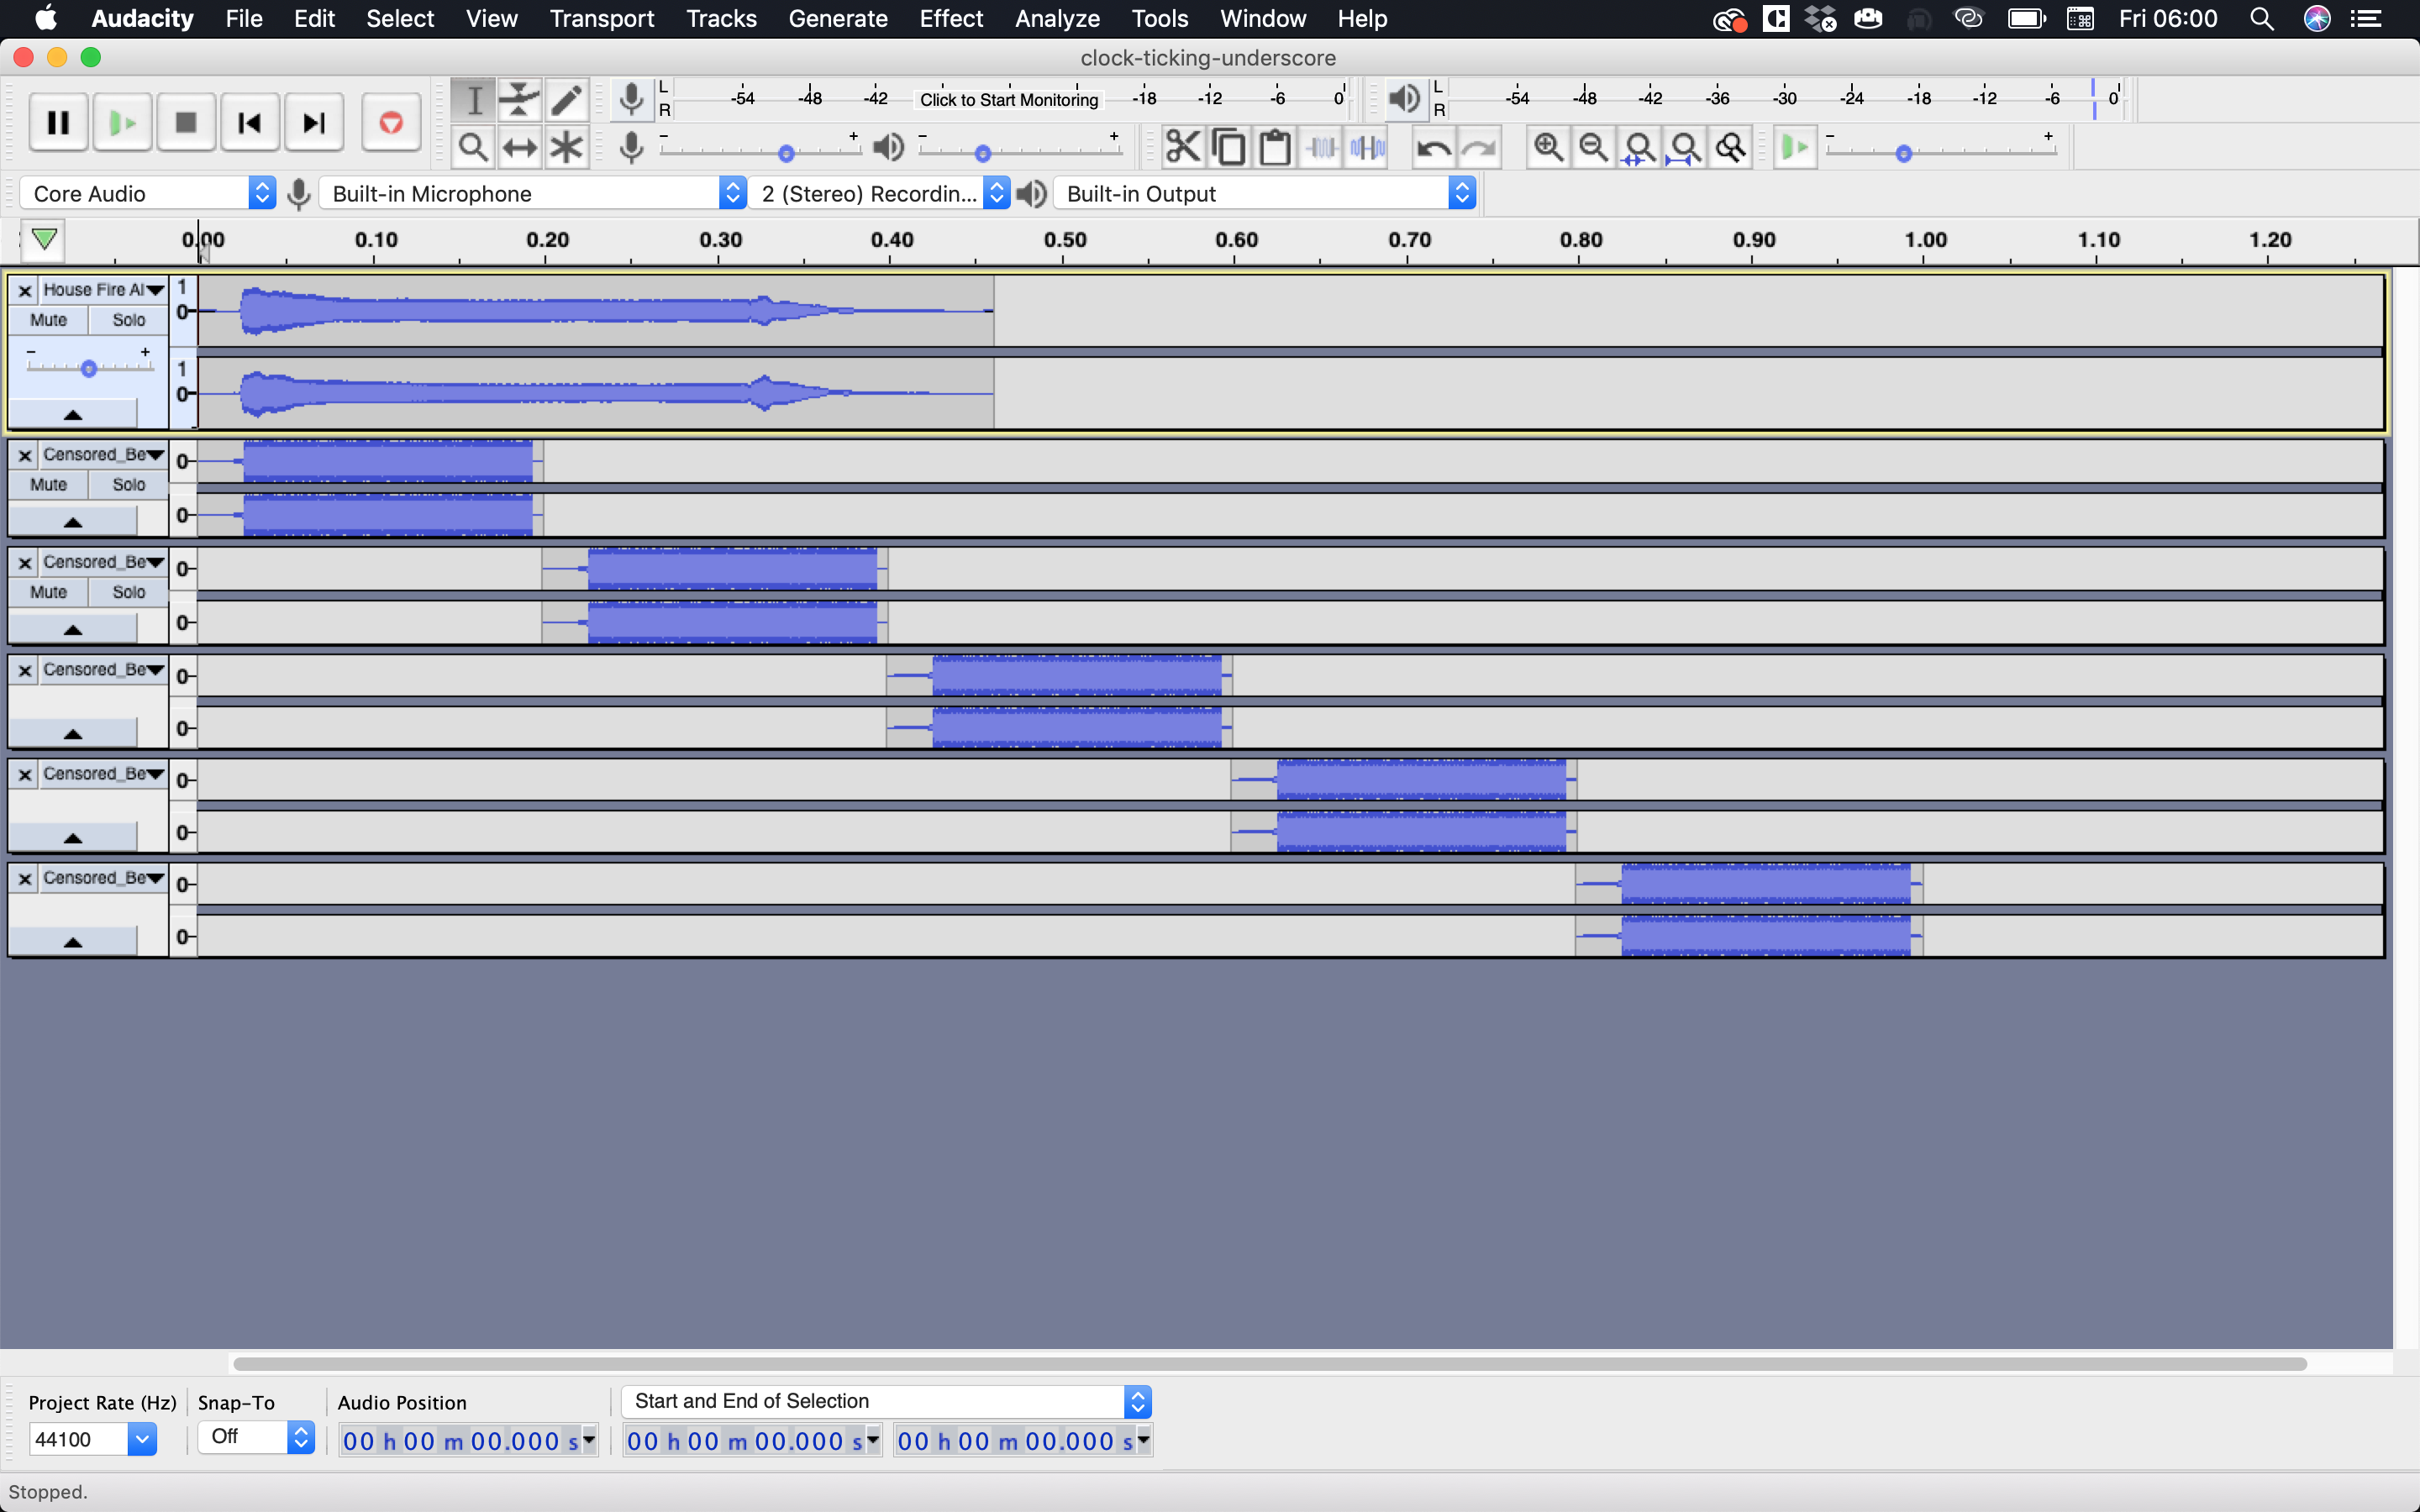 Audacity File Edit Select View Transport Tracks Generate Effect Analyze Tools Window Help Fri 06:00
clock-ticking-underscore
L -54 -48 -42 Click to Start Monitoring -18 -12 -6 0 L -54 -48 -42 -36 -30 -24 -18 -12 -6 0
R R
- + - + - +
Core Audio Built-in Microphone 2 (Stereo) Recordin... Built-in Output
0.00 0.10 0.20 0.30 0.40 0.50 0.60 0.70 0.80 0.90 1.00 1.10 1.20
House Fire Al 1
Mute Solo 0
- + 1
0
Censored_Be 0
Mute Solo
0
Censored_Be 0
Mute Solo
0
Censored_Be 0
0
Censored_Be 0
0
Censored_Be 0
0
Project Rate (Hz) Snap-To Audio Position Start and End of Selection
44100 Off 00 h 00 m 00.000 s 00 h 00 m 00.000 s 00 h 00 m 00.000 s
Stopped.